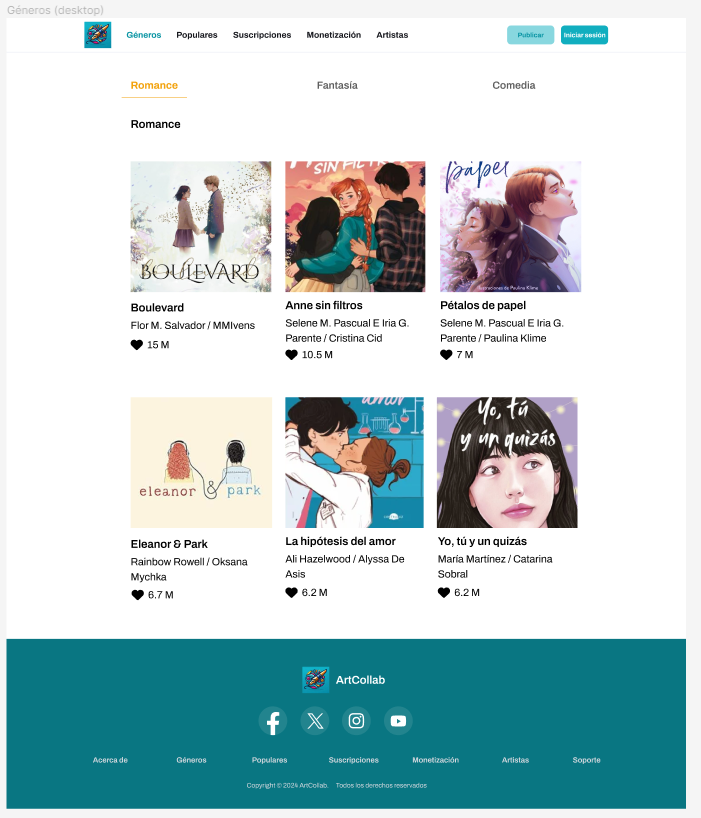 Géneros (desktop)
Géneros Populares Suscripciones Monetización Artistas Publicar Iniciar sesión
Romance Fantasía Comedia
Romance
SIN FILTROS
papel
BOULEVARD
Ilustraciones de Paulina Klime
Boulevard
Flor M. Salvador / MMIvens
15 M
Anne sin filtros
Selene M. Pascual E Iria G.
Parente / Cristina Cid
10.5 M
Pétalos de papel
Selene M. Pascual E Iria G.
Parente / Paulina Klime
7 M
eleanor & park
amor
Yo, tú
y un quizás
Eleanor & Park
Rainbow Rowell / Oksana
Mychka
6.7 M
La hipótesis del amor
Ali Hazelwood / Alyssa De
Asis
6.2 M
Yo, tú y un quizás
María Martínez / Catarina
Sobral
6.2 M
ArtCollab
Acerca de Géneros Populares Suscripciones Monetización Artistas Soporte
Copyright © 2024 ArtCollab. Todos los derechos reservados